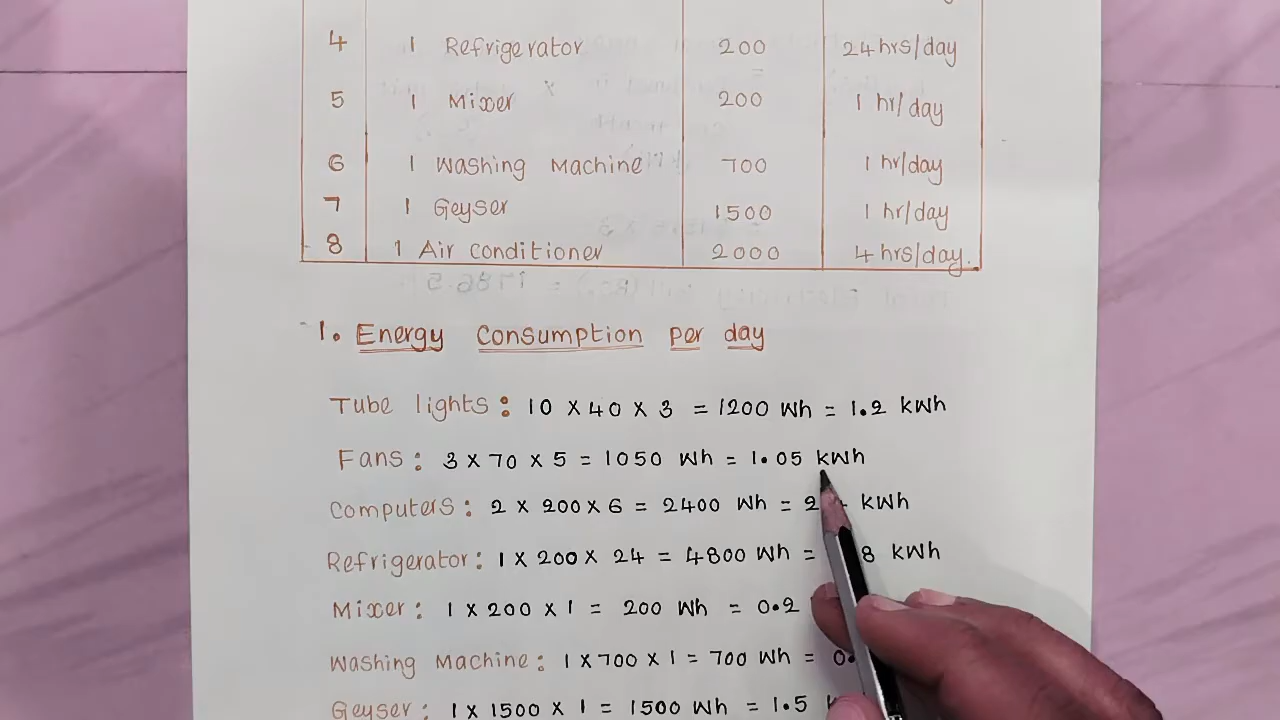 4 1 Refrigerator 200 24 hrs/day
5 1 Mixer 200 1 hr/day
6 1 Washing Machine 700 1 hr/day
7 1 Geyser 1500 1 hr/day
8 1 Air conditioner 2000 4 hrs/day.
1. Energy Consumption per day
Tube lights: 10 x 40 x 3 = 1200 Wh = 1.2 kWh
Fans: 3 x 70 x 5 = 1050 Wh = 1.05 kWh
Computers: 2 x 200 x 6 = 2400 Wh = 2 kWh
Refrigerator: 1 x 200 x 24 = 4800 Wh = 8 kWh
Mixer: 1 x 200 x 1 = 200 Wh = 0.2
Washing Machine: 1 x 700 x 1 = 700 Wh = 0.
Geyser: 1 x 1500 x 1 = 1500 Wh = 1.5